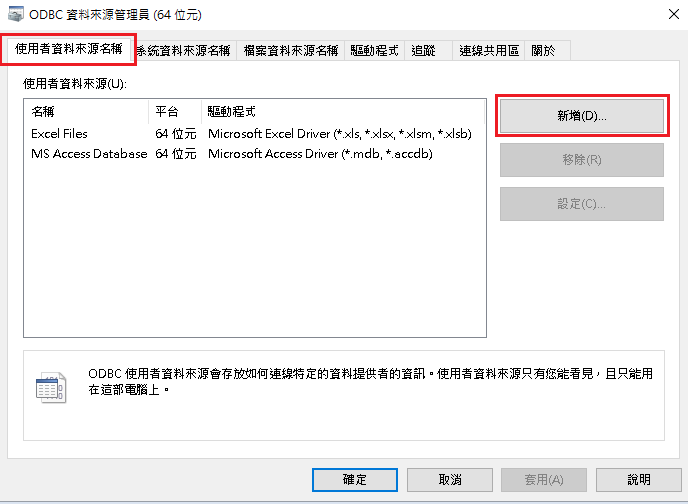 ODBC 資料來源管理員 (64 位元)
使用者資料來源名稱 系統資料來源名稱 檔案資料來源名稱 驅動程式 追蹤 連線共用區 關於
使用者資料來源(U):
名稱 平台 驅動程式
Excel Files 64 位元 Microsoft Excel Driver (*.xls, *.xlsx, *.xlsm, *.xlsb)
MS Access Database 64 位元 Microsoft Access Driver (*.mdb, *.accdb)
新增(D)...
移除(R)
設定(C)...
ODBC 使用者資料來源會存放如何連線特定的資料提供者的資訊。使用者資料來源只有您能看見，且只能用
在這部電腦上。
確定 取消 套用(A) 說明